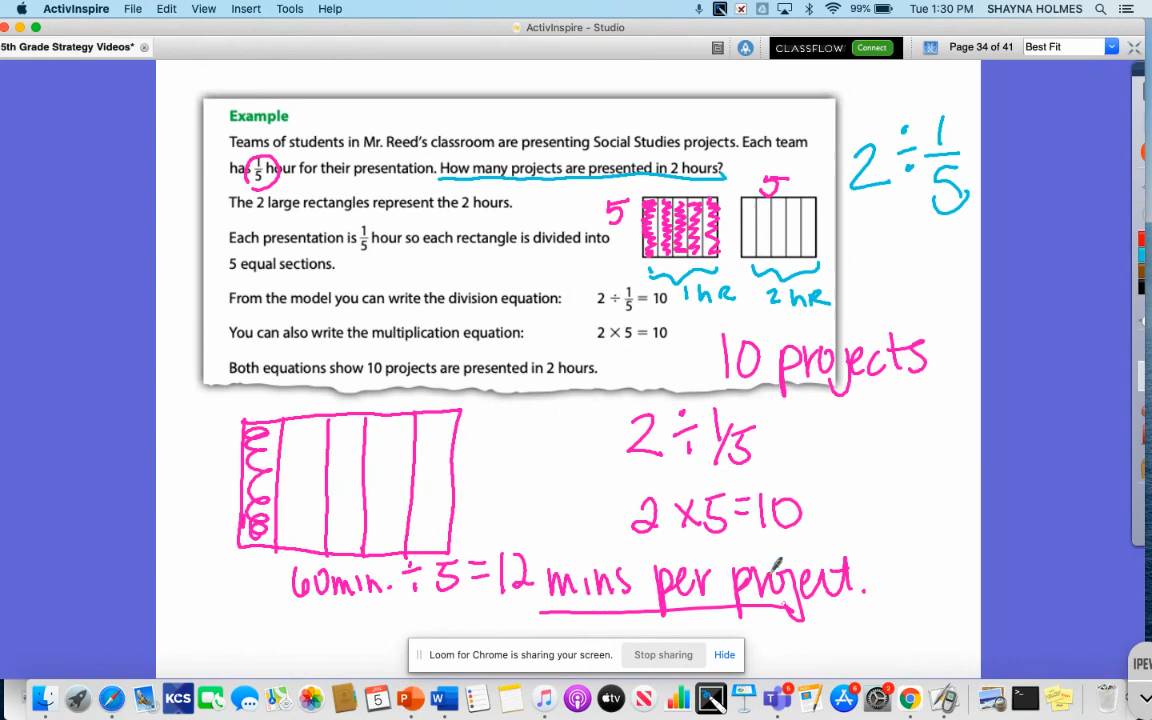 ActivInspire File Edit View Insert Tools Help 99% Tue 1:30 PM SHAYNA HOLMES
ActivInspire - Studio
5th Grade Strategy Videos* CLASSFLOW Connect Page 34 of 41 Best Fit
Example
Teams of students in Mr. Reed's classroom are presenting Social Studies projects. Each team
has 1/5 hour for their presentation. How many projects are presented in 2 hours?
2 ÷ 1/5
The 2 large rectangles represent the 2 hours.
5 5
Each presentation is 1/5 hour so each rectangle is divided into
5 equal sections.
1 hR 2 hR
From the model you can write the division equation: 2 ÷ 1/5 = 10
You can also write the multiplication equation: 2 × 5 = 10
Both equations show 10 projects are presented in 2 hours.
10 projects
2 ÷ 1/5
2 × 5 = 10
60min. ÷ 5 = 12 mins per project.
Loom for Chrome is sharing your screen. Stop sharing Hide
KCS 5 tv 5 6 2
IPEV